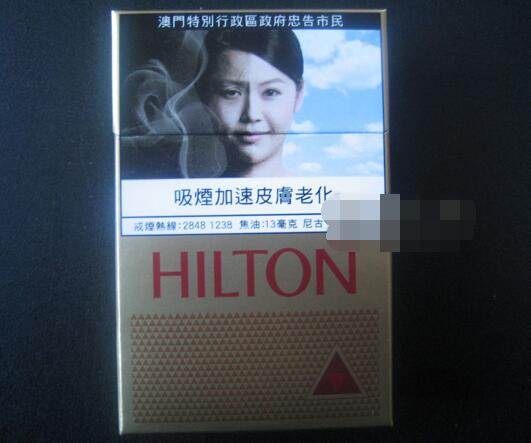 澳門特別行政區政府忠告市民
吸煙加速皮膚老化
戒煙熱線:2848 1238 焦油:13毫克 尼古
HILTON